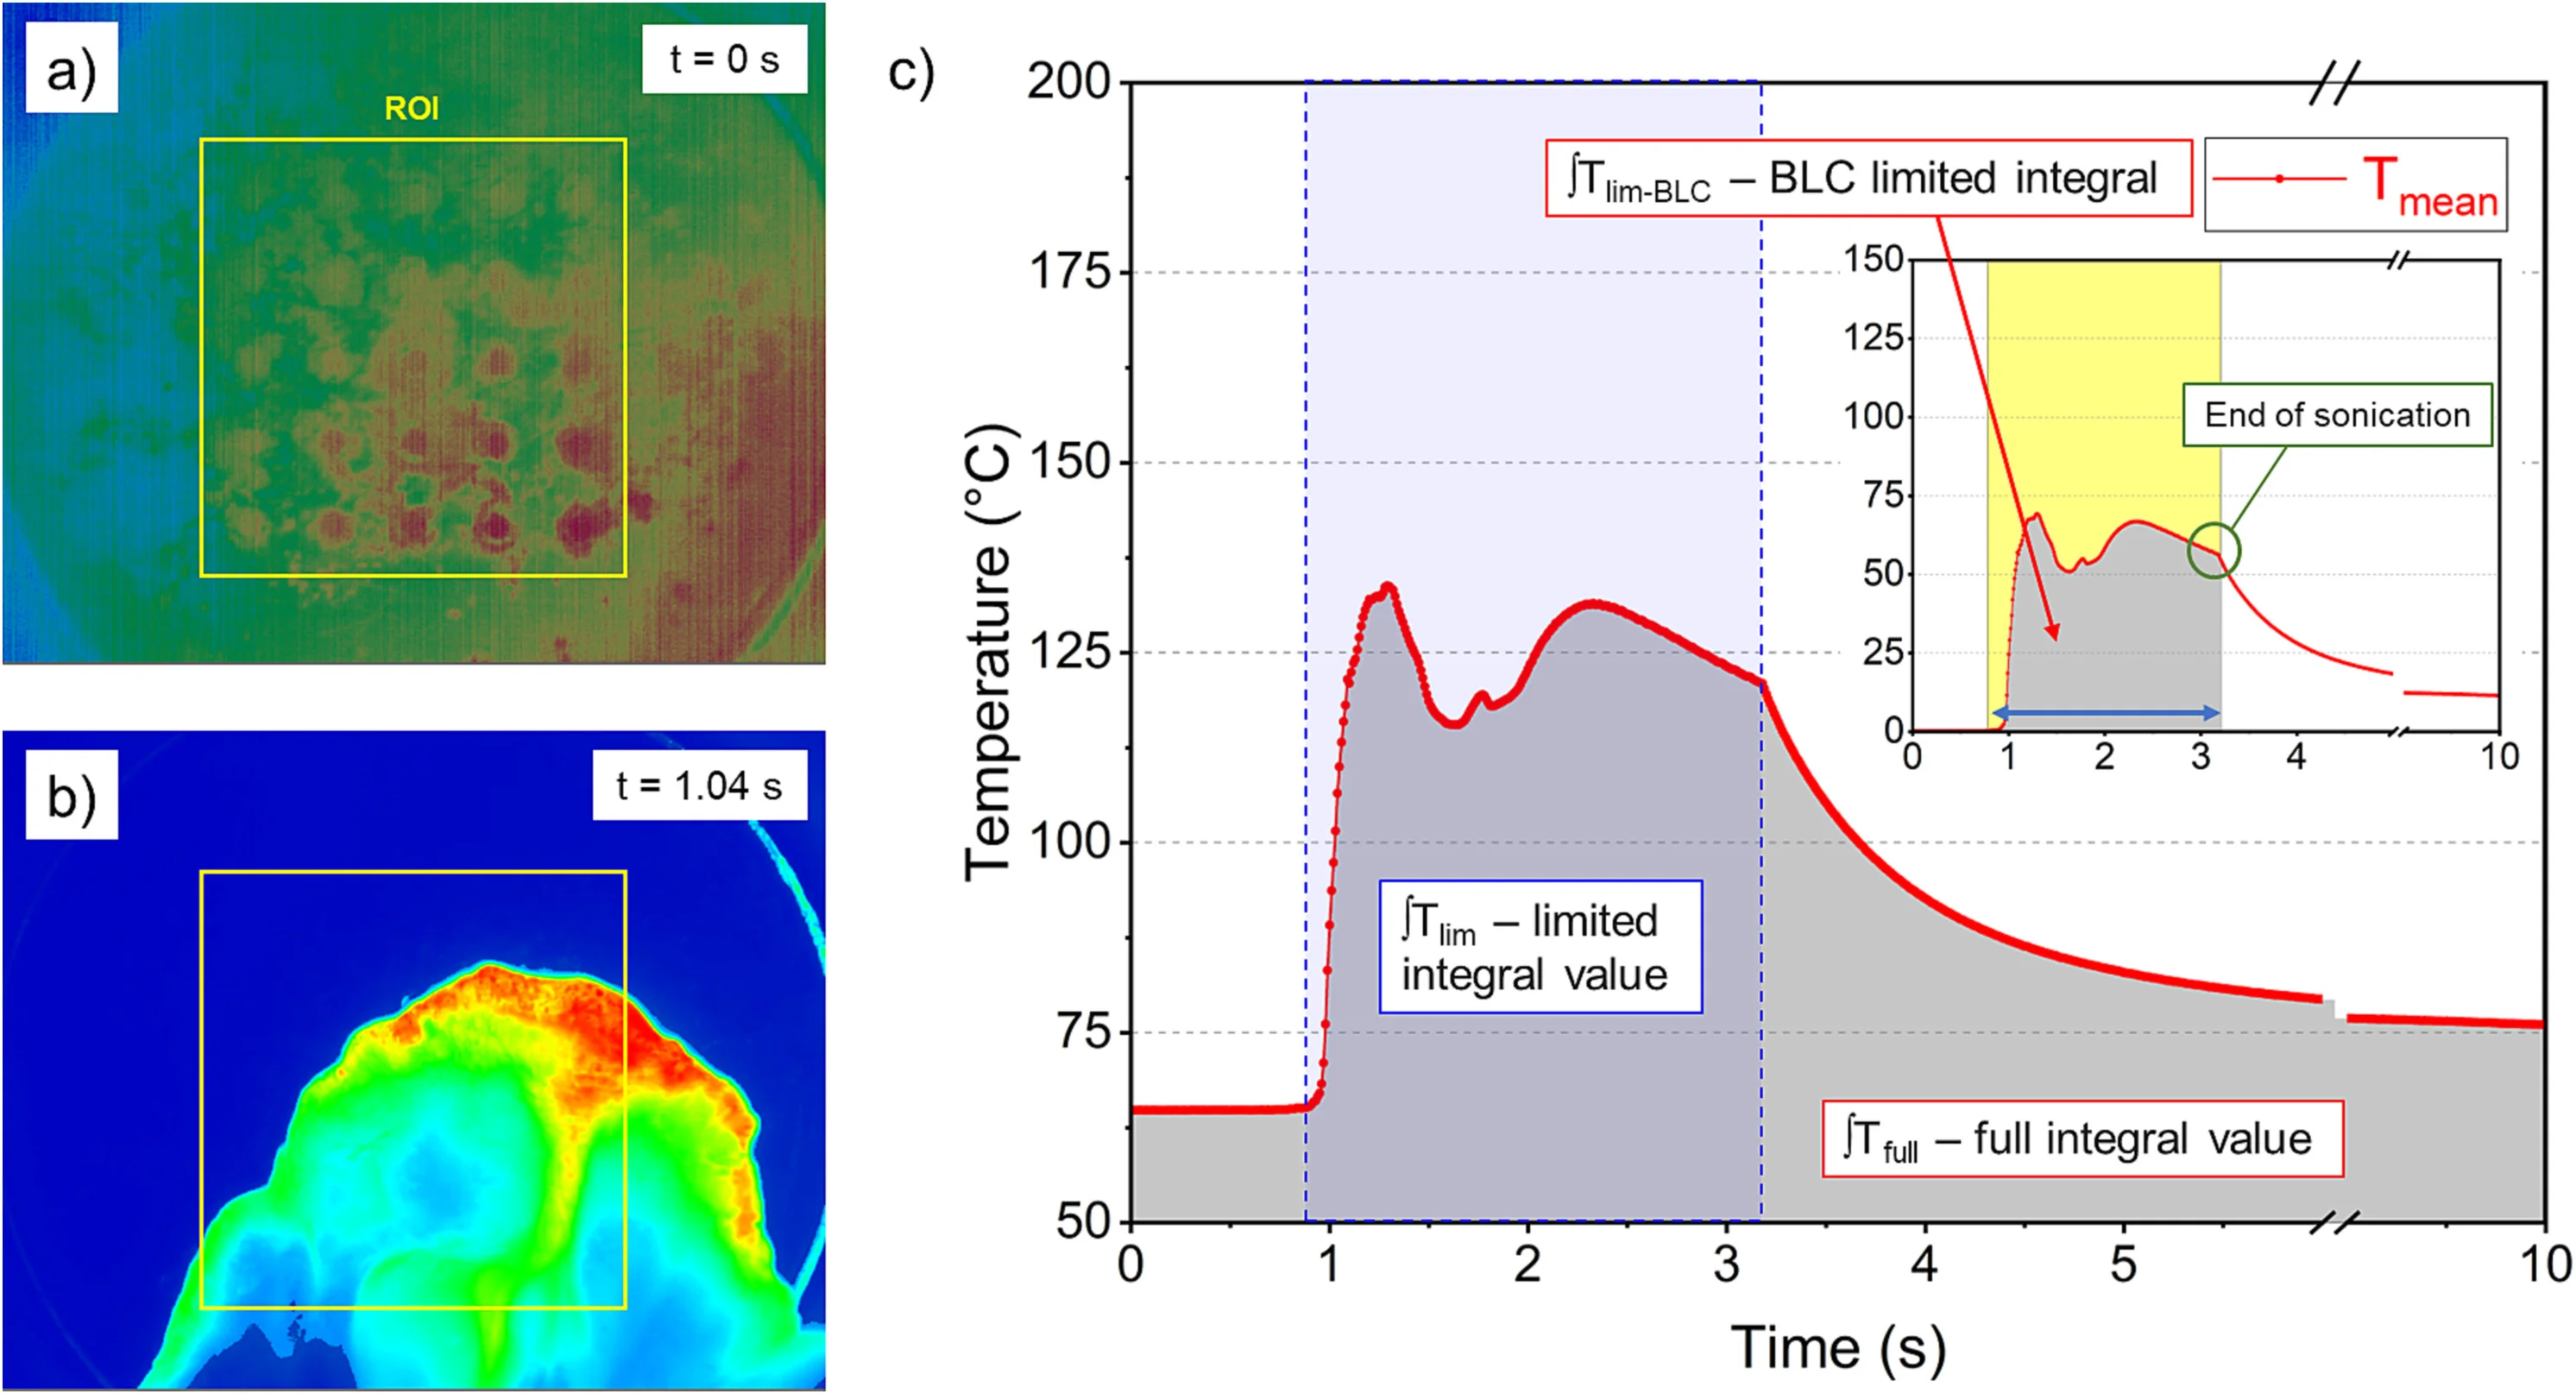 a)
t = 0 s
ROI
b)
t = 1.04 s
c)
200
175
150
125
100
75
50
0
1
2
3
4
5
10
Temperature (°C)
Time (s)
∫Tlim-BLC – BLC limited integral
Tmean
150
125
100
75
50
25
0
0
1
2
3
4
10
End of sonication
∫Tlim – limited
integral value
∫Tfull – full integral value